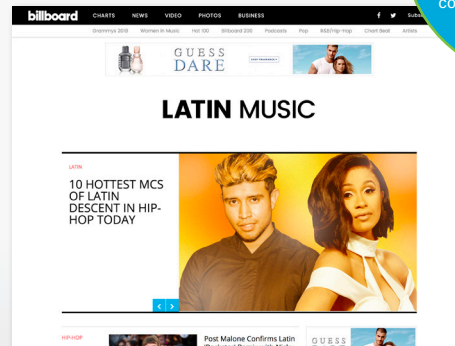 CO
billboard CHARTS NEWS VIDEO PHOTOS BUSINESS f Subs
Grammys 2018 Women in Music Hot 100 Billboard 200 Podcasts Pop R&B/Hip-Hop Chart Beat Artists
GUESS
DARE
LATIN MUSIC
LATIN
10 HOTTEST MCS
OF LATIN
DESCENT IN HIP-
HOP TODAY
HIP-HOP
Post Malone Confirms Latin
GUESS